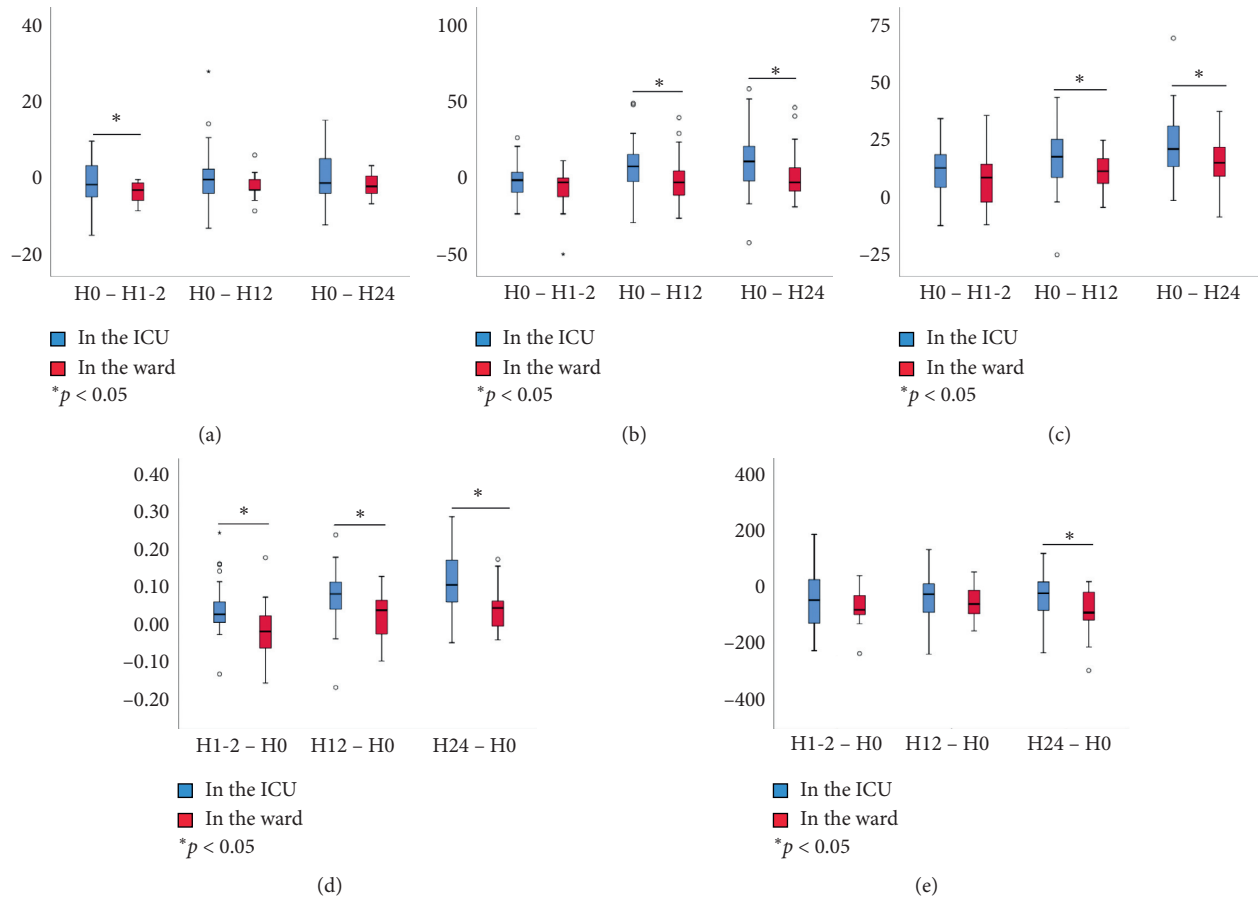 40
20
0
−20
H0 – H1-2
H0 – H12
H0 – H24
*
In the ICU
In the ward
*p < 0.05
(a)
100
50
0
−50
H0 – H1-2
H0 – H12
H0 – H24
*
*
In the ICU
In the ward
*p < 0.05
(b)
75
50
25
0
−25
H0 – H1-2
H0 – H12
H0 – H24
*
*
In the ICU
In the ward
*p < 0.05
(c)
0.40
0.30
0.20
0.10
0.00
−0.10
−0.20
H1-2 – H0
H12 – H0
H24 – H0
*
*
*
In the ICU
In the ward
*p < 0.05
(d)
400
200
0
−200
−400
H1-2 – H0
H12 – H0
H24 – H0
*
In the ICU
In the ward
*p < 0.05
(e)